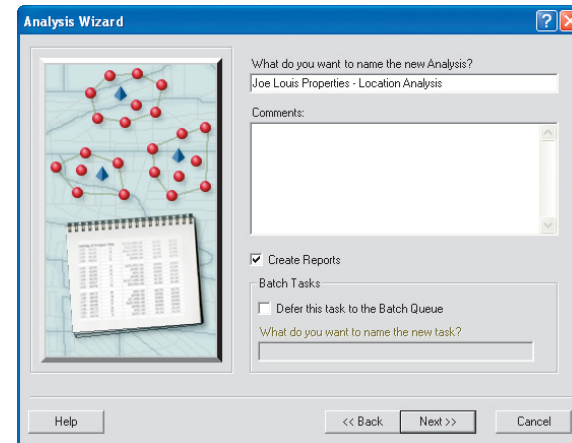 Analysis Wizard
What do you want to name the new Analysis?
Joe Louis Properties - Location Analysis
Comments:
Create Reports
Batch Tasks
Defer this task to the Batch Queue
What do you want to name the new task?
Help
<< Back
Next >>
Cancel